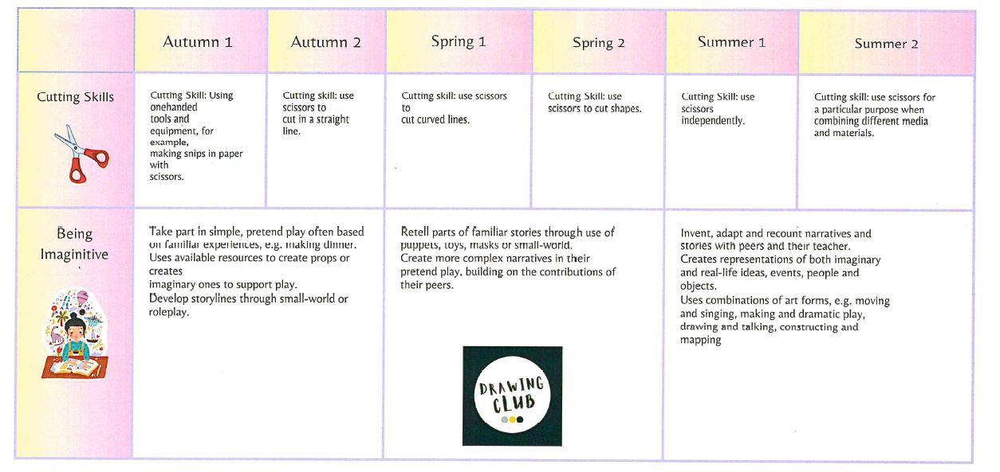 Autumn 1
Autumn 2
Spring 1
Spring 2
Summer 1
Summer 2
Cutting Skills
Cutting Skill: Using
onehanded
tools and
equipment, for
example,
making snips in paper
with
scissors.
Cutting skill: use
scissors to
cut in a straight
line.
Cutting skill: use scissors
to
cut curved lines.
Cutting skill: use
scissors to cut shapes.
Cutting Skill: use
scissors
independently.
Cutting skill: use scissors for
a particular purpose when
combining different media
and materials.
Being
Imaginitive
Take part in simple, pretend play often based
on familiar experiences, e.g. making dinner.
Uses available resources to create props or
creates
imaginary ones to support play.
Develop storylines through small-world or
roleplay.
Retell parts of familiar stories through use of
puppets, toys, masks or small-world.
Create more complex narratives in their
pretend play, building on the contributions of
their peers.
DRAWING
CLUB
Invent, adapt and recount narratives and
stories with peers and their teacher.
Creates representations of both imaginary
and real-life ideas, events, people and
objects.
Uses combinations of art forms, e.g. moving
and singing, making and dramatic play,
drawing and talking, constructing and
mapping